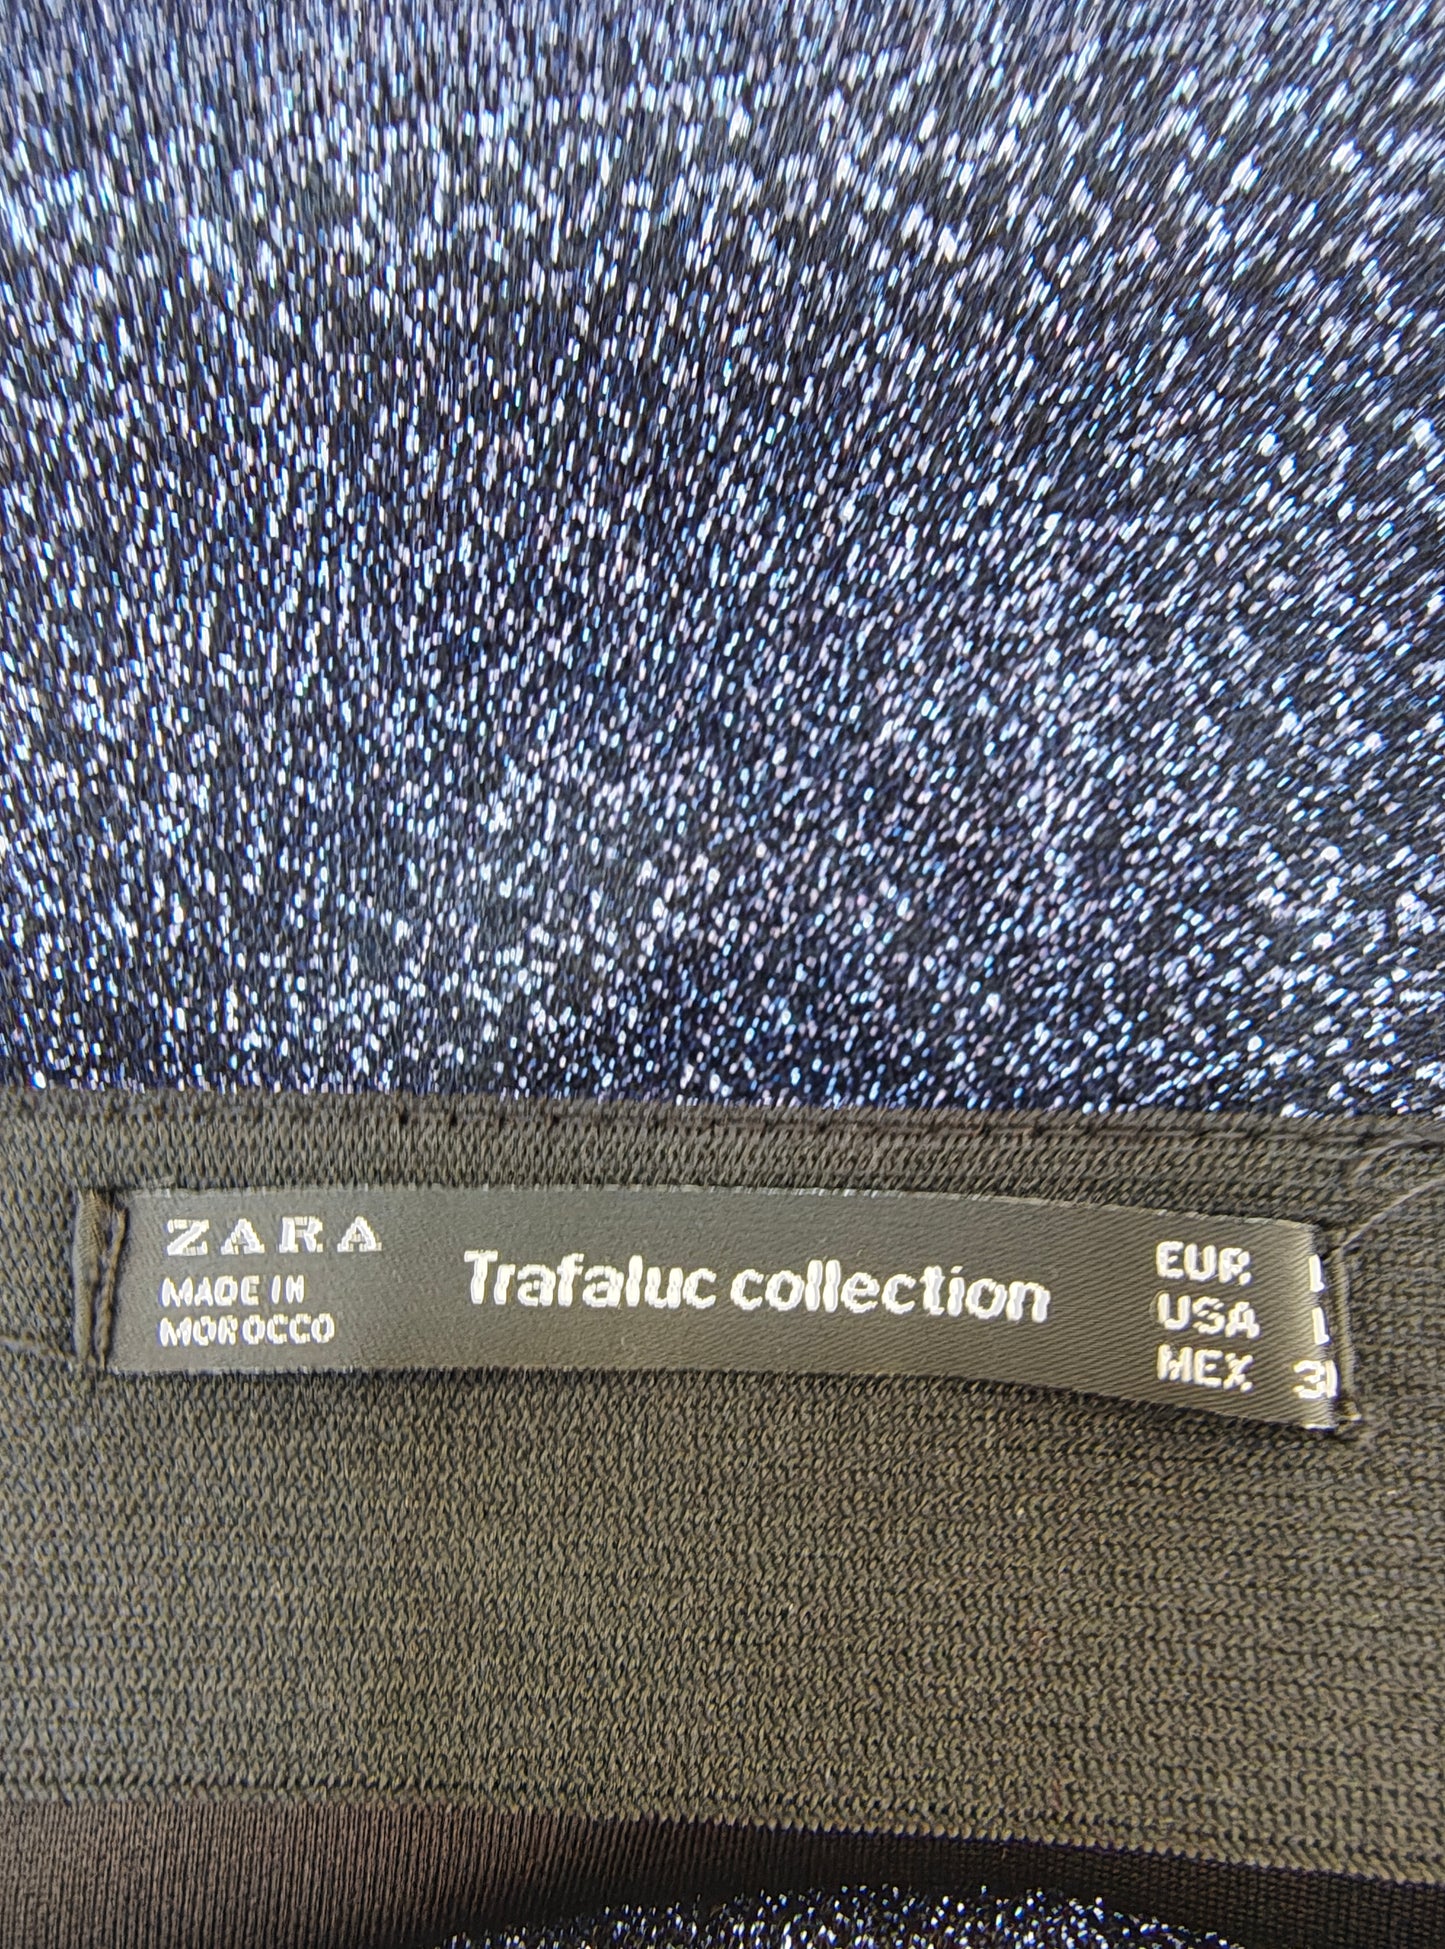 ZARA
MADE IN
MOROCCO
Trafaluc collection
EUR
USA
MEX